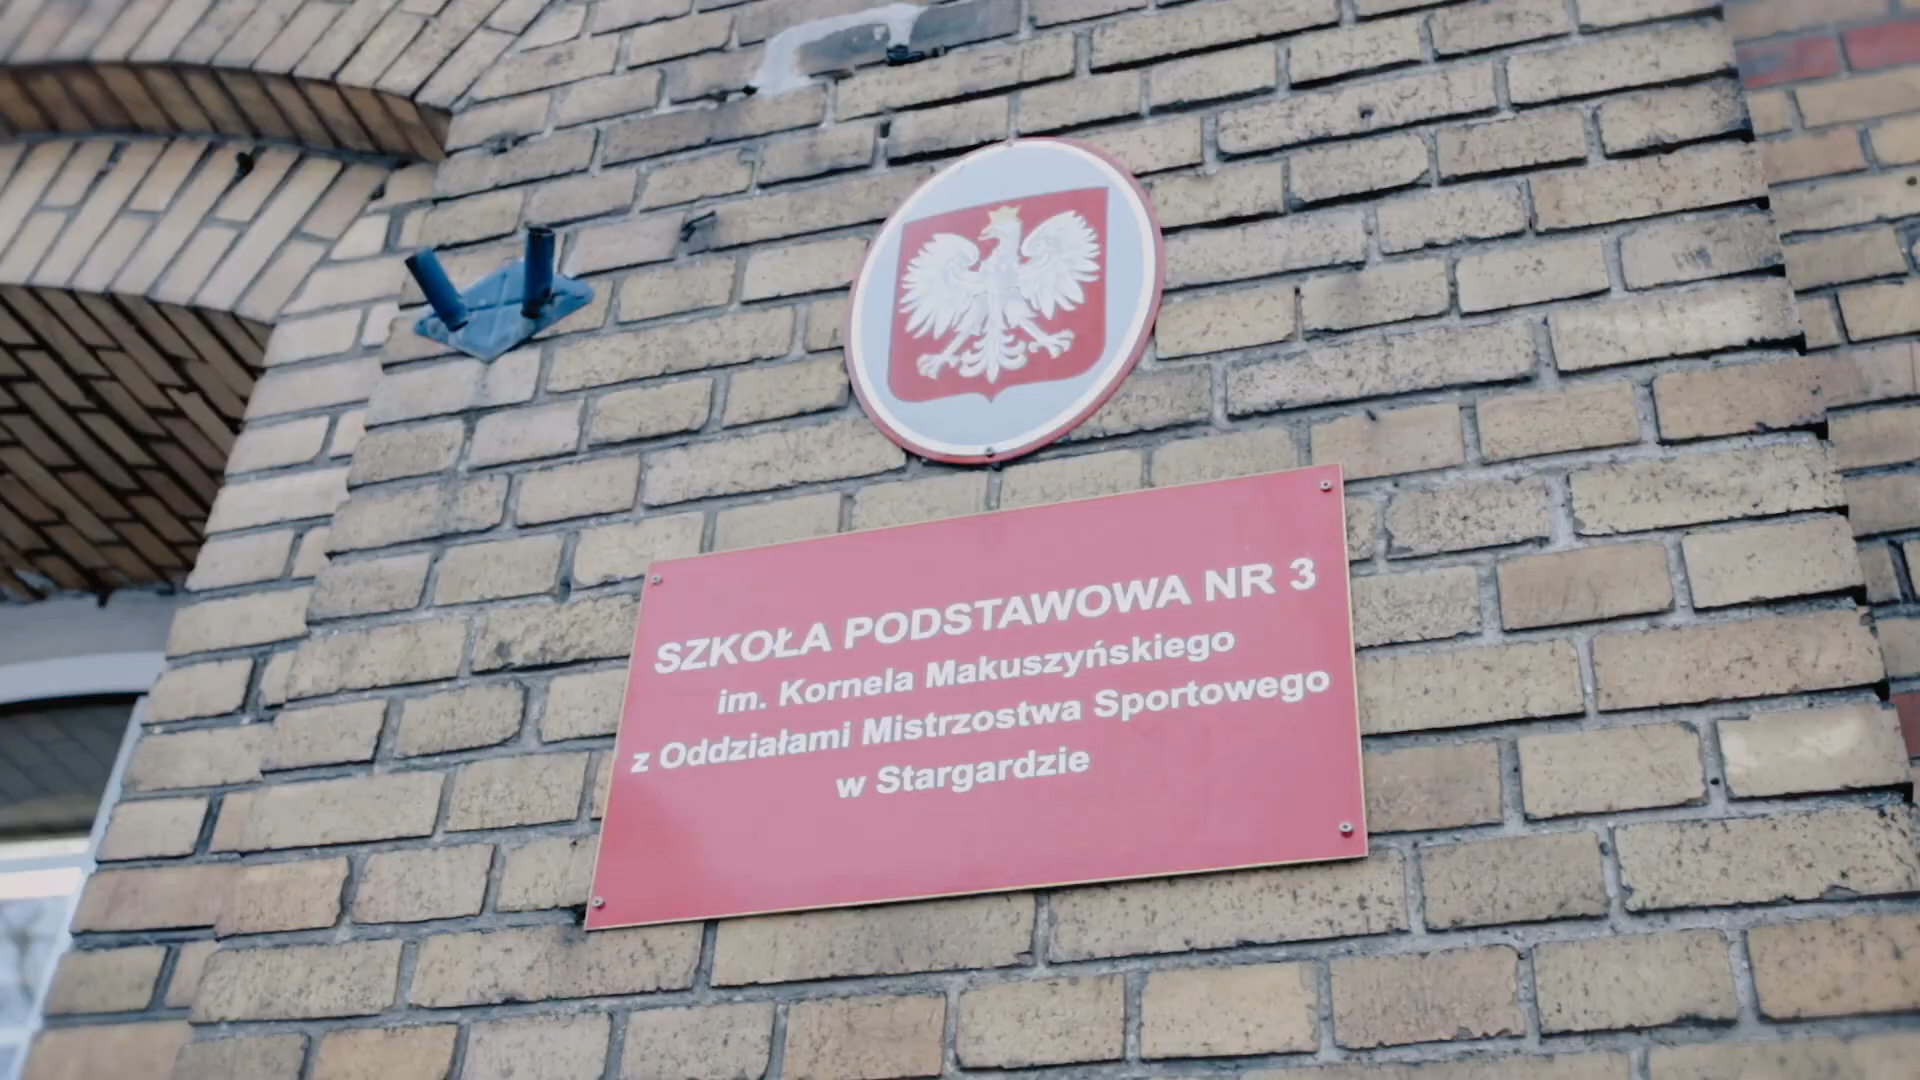 SZKOŁA PODSTAWOWA NR 3
im. Kornela Makuszyńskiego
z Oddziałami Mistrzostwa Sportowego
w Stargardzie